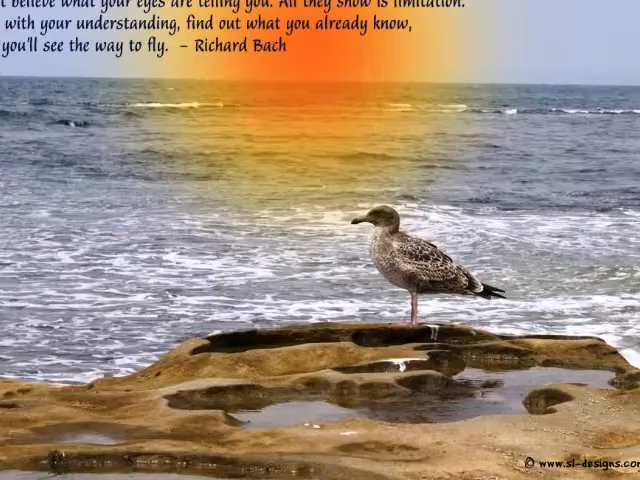 t believe what your eyes are telling you. All they show is limitation.
with your understanding, find out what you already know,
you'll see the way to fly. – Richard Bach
© www.sl-designs.com